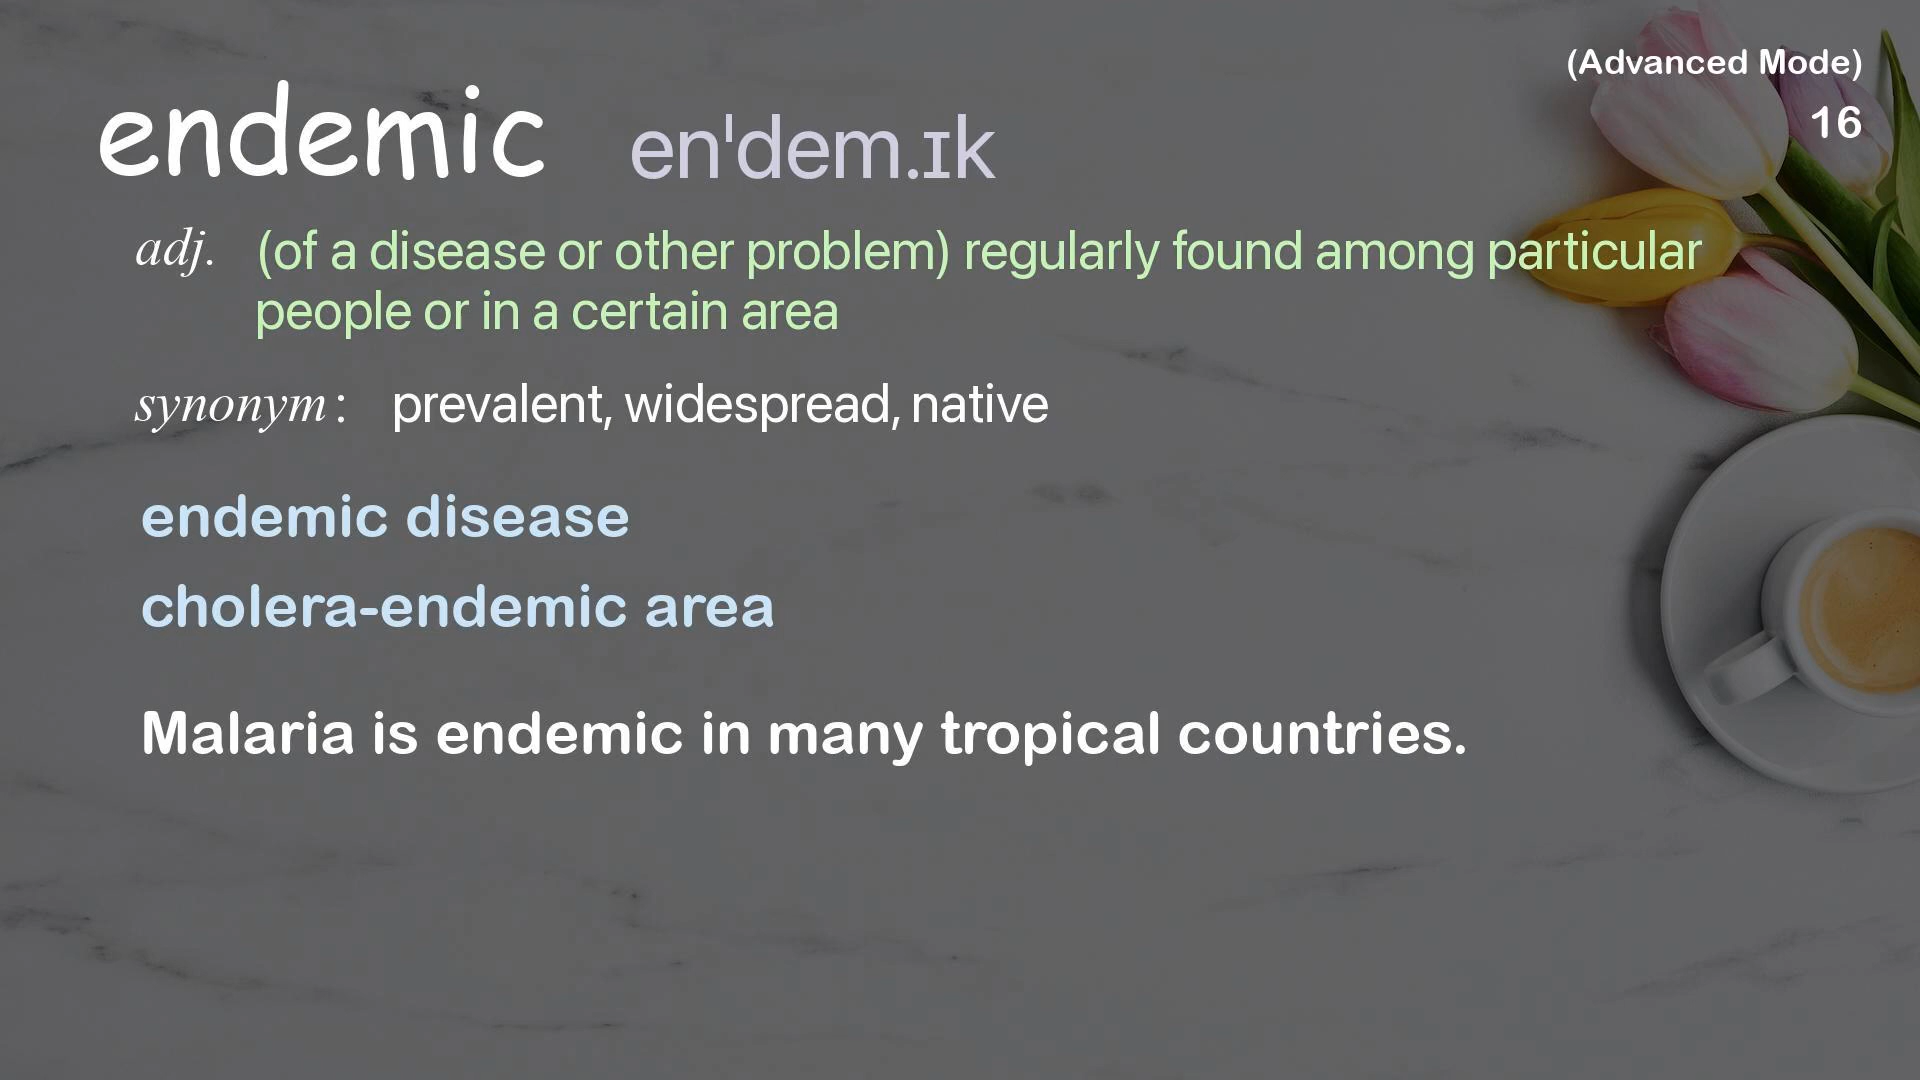 (Advanced Mode)
16
endemic en'dem.ɪk
adj. (of a disease or other problem) regularly found among particular
people or in a certain area
synonym: prevalent, widespread, native
endemic disease
cholera-endemic area
Malaria is endemic in many tropical countries.